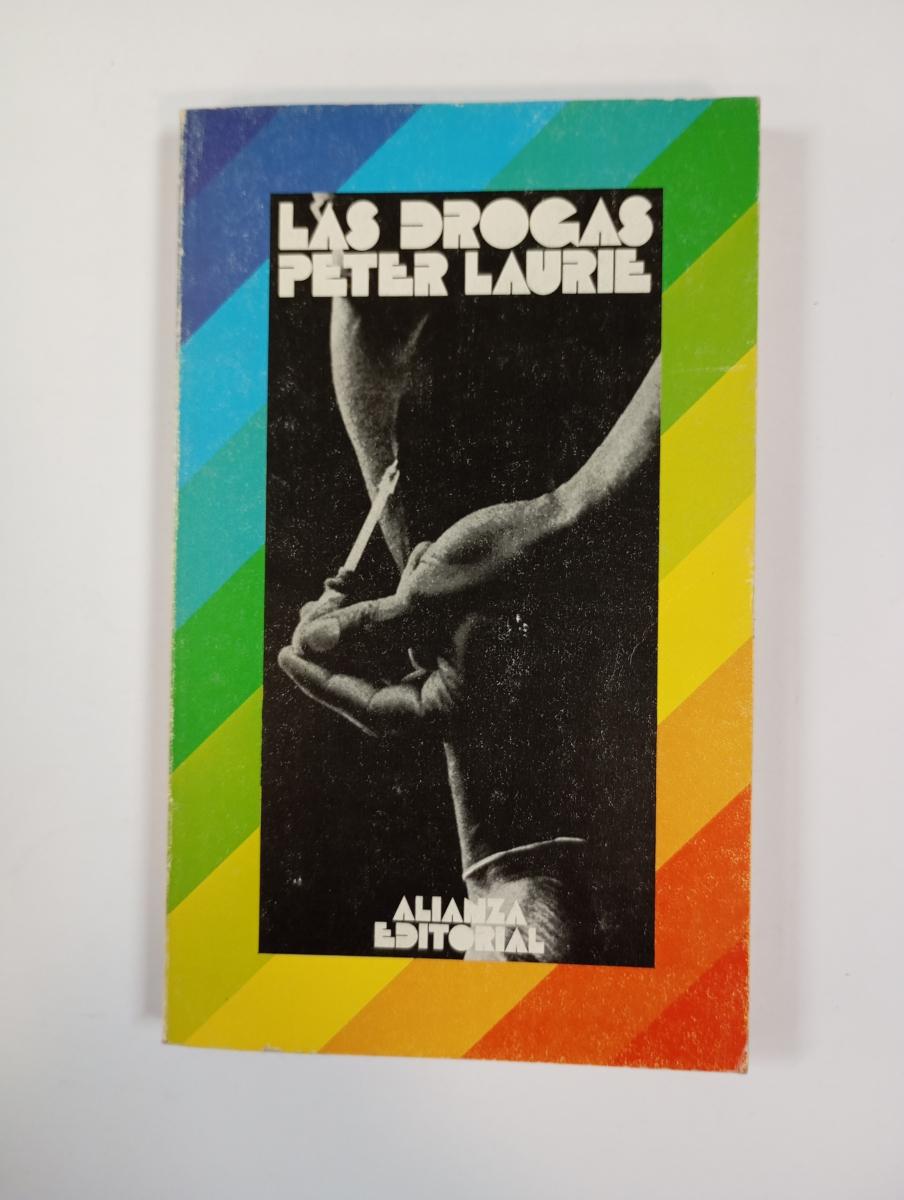 LAS DROGAS
PETER LAURIE
ALIANZA
EDITORIAL